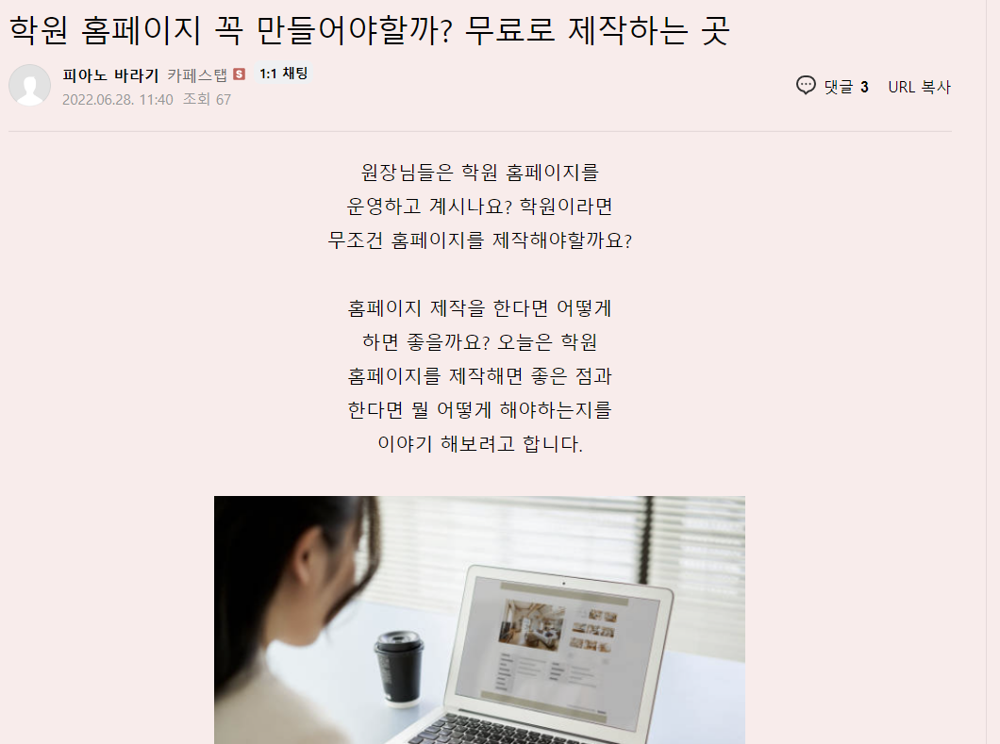 학원 홈페이지 꼭 만들어야할까? 무료로 제작하는 곳
피아노 바라기 카페스탭 S 1:1 채팅
2022.06.28. 11:40 조회 67
댓글 3 URL 복사
원장님들은 학원 홈페이지를
운영하고 계시나요? 학원이라면
무조건 홈페이지를 제작해야할까요?
홈페이지 제작을 한다면 어떻게
하면 좋을까요? 오늘은 학원
홈페이지를 제작해면 좋은 점과
한다면 뭘 어떻게 해야하는지를
이야기 해보려고 합니다.